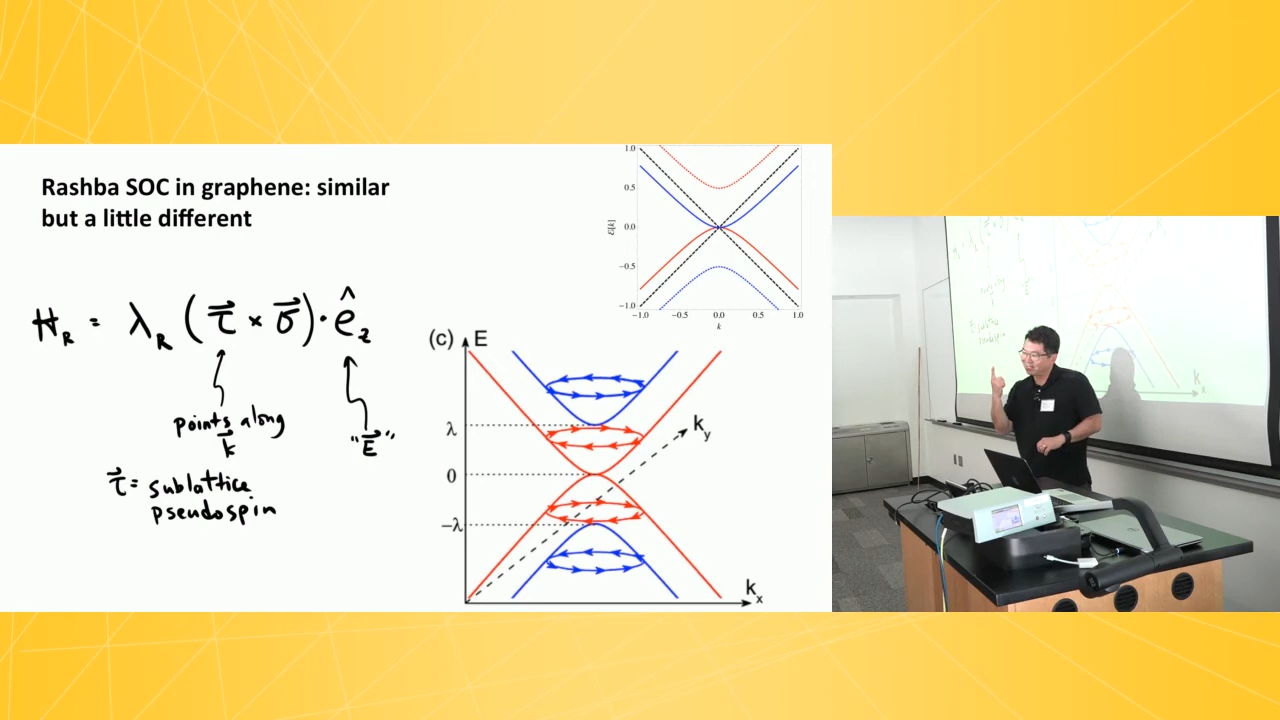 Rashba SOC in graphene: similar
but a little different
H_R = λ_R (τ⃗ × σ⃗)·ê_z
points along
k⃗
"E⃗"
τ⃗ = sublattice
pseudospin
1.0
0.5
0.0
−0.5
−1.0
ℰ[k]
−1.0 −0.5 0.0 0.5 1.0
k
(c) E
λ
0
−λ
k_y
k_x